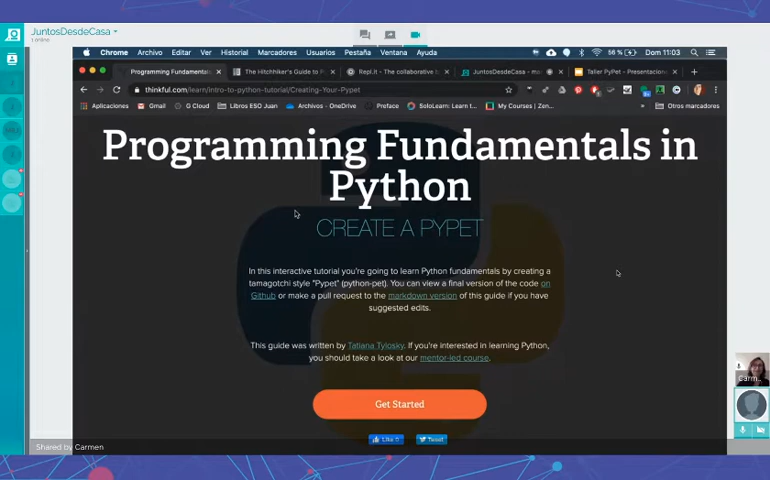 JuntosDesdeCasa
1 online
Chrome Archivo Editar Ver Historial Marcadores Usuarios Pestaña Ventana Ayuda
56 % Dom 11:03
Programming Fundamentals
The Hitchhiker's Guide to P
Repl.it - The collaborative b
JuntosDesdeCasa - m
Taller PyPet - Presentacione
thinkful.com/learn/intro-to-python-tutorial/Creating-Your-Pypet
Aplicaciones Gmail G Cloud Libros ESO Juan Archivos - OneDrive Preface SoloLearn: Learn t... My Courses | Zen... » Otros marcadores
Programming Fundamentals in
Python
CREATE A PYPET
In this interactive tutorial you're going to learn Python fundamentals by creating a
tamagotchi style "Pypet" (python-pet). You can view a final version of the code on
Github or make a pull request to the markdown version of this guide if you have
suggested edits.
This guide was written by Tatiana Tylosky. If you're interested in learning Python,
you should take a look at our mentor-led course.
Get Started
Like 0 Tweet
Carm...
Shared by Carmen